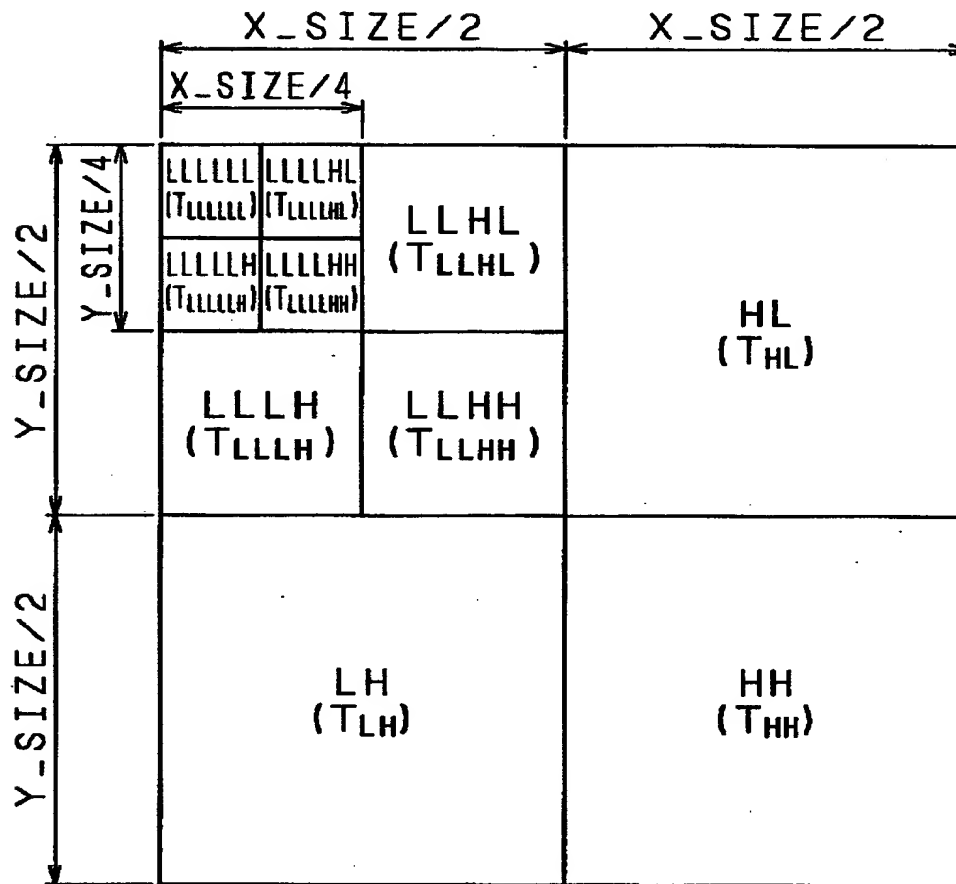 X_SIZE/2 X_SIZE/2
X_SIZE/4
Y_SIZE/2
Y_SIZE/4
LLLLLL LLLLHL
(TLLLLLL) (TLLLLHL)
LLLLLH LLLLHH
(TLLLLLH) (TLLLLHH)
LLHL
(TLLHL)
HL
(THL)
LLLH
(TLLLH)
LLHH
(TLLHH)
Y_SIZE/2
LH
(TLH)
HH
(THH)